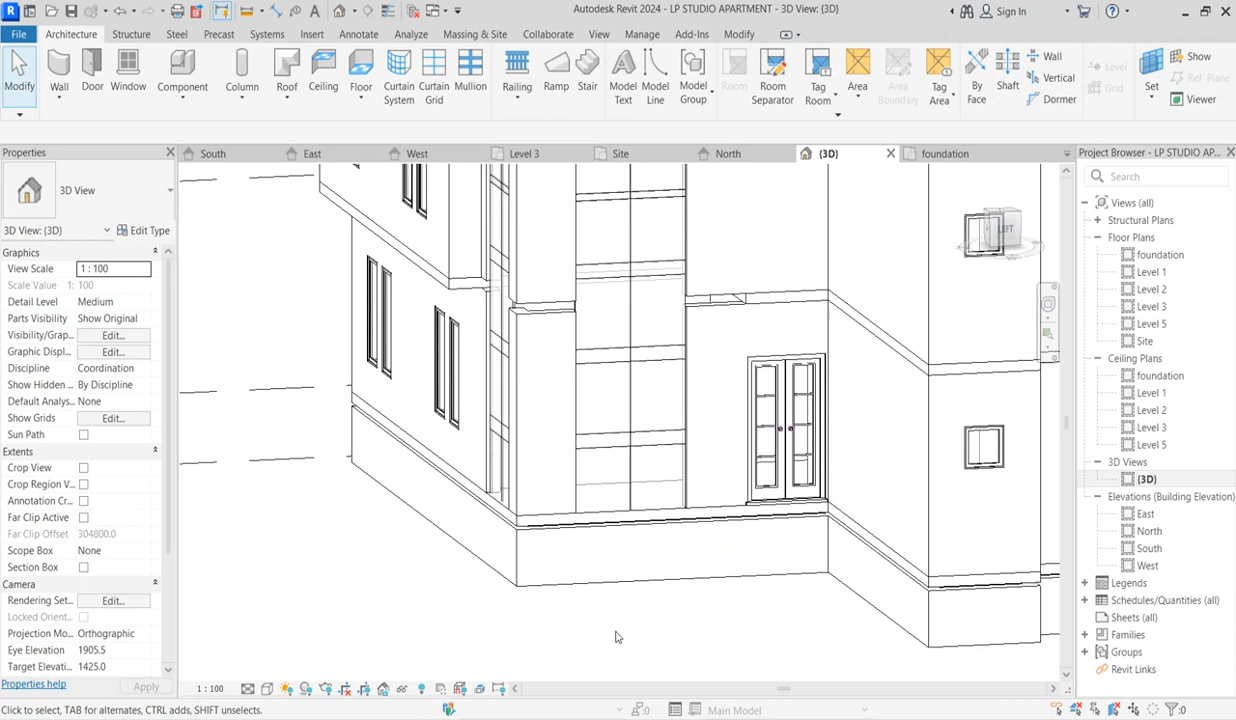 Autodesk Revit 2024 - LP STUDIO APARTMENT - 3D View: (3D)
Sign In
File Architecture Structure Steel Precast Systems Insert Annotate Analyze Massing & Site Collaborate View Manage Add-Ins Modify
Modify Wall Door Window Component Column Roof Ceiling Floor Curtain System Curtain Grid Mullion Railing Ramp Stair Model Text Model Line Model Group Room Room Separator Tag Room Area Area Boundary Tag Area By Face Shaft Wall Vertical Dormer Level Grid Set Show Ref Plane Viewer
Properties
South East West Level 3 Site North (3D) foundation
Project Browser - LP STUDIO AP...
3D View
3D View: (3D) Edit Type
Graphics
View Scale 1 : 100
Scale Value 1: 100
Detail Level Medium
Parts Visibility Show Original
Visibility/Grap... Edit...
Graphic Displ... Edit...
Discipline Coordination
Show Hidden ... By Discipline
Default Analys... None
Show Grids Edit...
Sun Path
Extents
Crop View
Crop Region V...
Annotation Cr...
Far Clip Active
Far Clip Offset 304800.0
Scope Box None
Section Box
Camera
Rendering Set... Edit...
Locked Orient...
Projection Mo... Orthographic
Eye Elevation 1905.5
Target Elevati... 1425.0
Properties help Apply
LEFT
Search
Views (all)
Structural Plans
Floor Plans
foundation
Level 1
Level 2
Level 3
Level 5
Site
Ceiling Plans
foundation
Level 1
Level 2
Level 3
Level 5
3D Views
(3D)
Elevations (Building Elevation)
East
North
South
West
Legends
Schedules/Quantities (all)
Sheets (all)
Families
Groups
Revit Links
1 : 100
Click to select, TAB for alternates, CTRL adds, SHIFT unselects.
:0
Main Model
:0